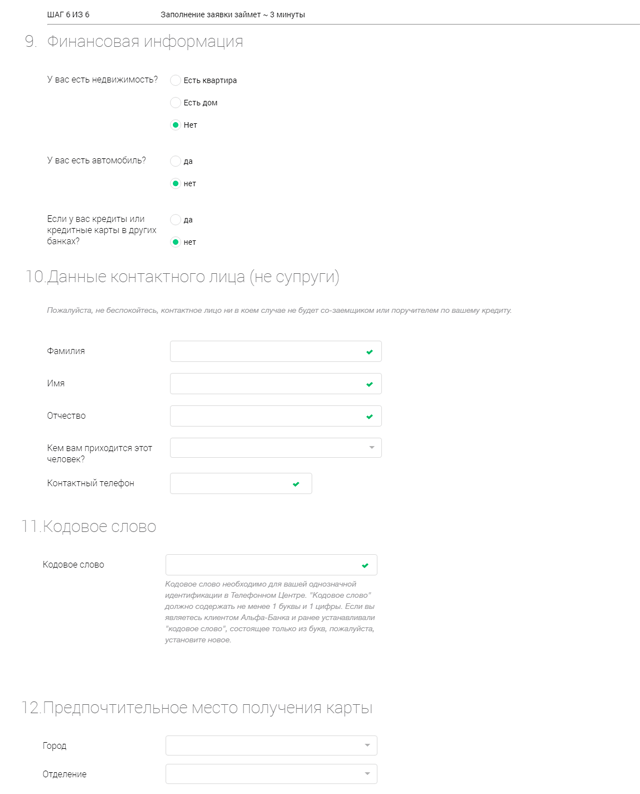 ШАГ 6 ИЗ 6 Заполнение заявки займет ~ 3 минуты
9. Финансовая информация
У вас есть недвижимость?
Есть квартира
Есть дом
Нет
У вас есть автомобиль?
да
нет
Если у вас кредиты или
кредитные карты в других
банках?
да
нет
10.Данные контактного лица (не супруги)
Пожалуйста, не беспокойтесь, контактное лицо ни в коем случае не будет со-заемщиком или поручителем по вашему кредиту.
Фамилия
Имя
Отчество
Кем вам приходится этот
человек?
Контактный телефон
11.Кодовое слово
Кодовое слово
Кодовое слово необходимо для вашей однозначной
идентификации в Телефонном Центре. "Кодовое слово"
должно содержать не менее 1 буквы и 1 цифры. Если вы
являетесь клиентом Альфа-Банка и ранее устанавливали
"кодовое слово", состоящее только из букв, пожалуйста,
установите новое.
12.Предпочтительное место получения карты
Город
Отделение